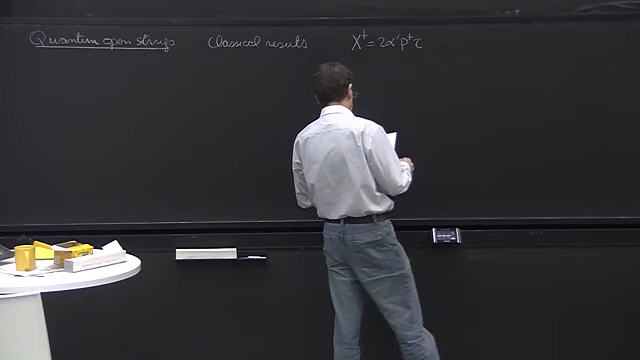 Quantum open strings Classical results X⁺ = 2α'p⁺τ